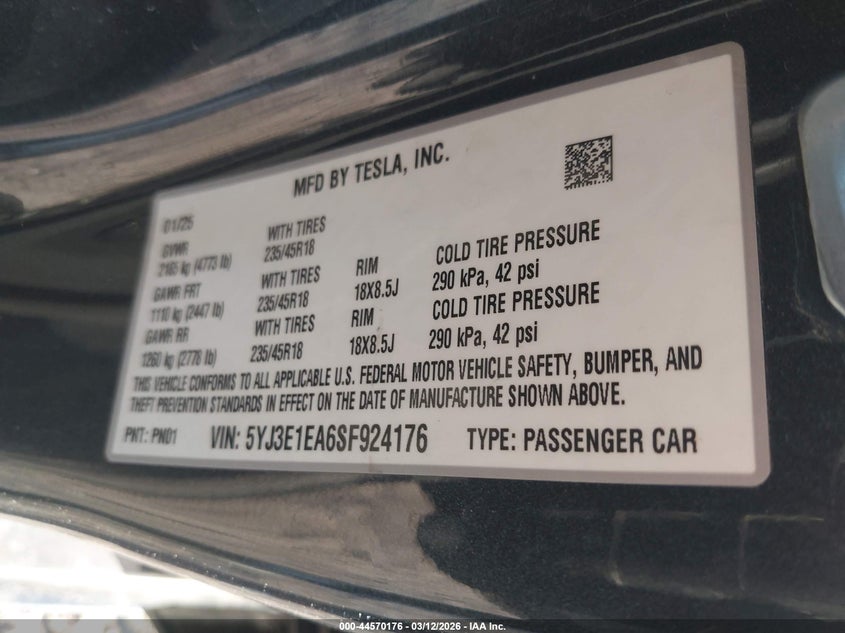 MFD BY TESLA, INC.
01/25
GVWR
2165 kg (4773 lb)
WITH TIRES
235/45R18
GAWR FRT
1110 kg (2447 lb)
WITH TIRES
235/45R18
RIM
18X8.5J
COLD TIRE PRESSURE
290 kPa, 42 psi
GAWR RR
1260 kg (2778 lb)
WITH TIRES
235/45R18
RIM
18X8.5J
COLD TIRE PRESSURE
290 kPa, 42 psi
THIS VEHICLE CONFORMS TO ALL APPLICABLE U.S. FEDERAL MOTOR VEHICLE SAFETY, BUMPER, AND
THEFT PREVENTION STANDARDS IN EFFECT ON THE DATE OF MANUFACTURE SHOWN ABOVE.
PNT: PN01 VIN: 5YJ3E1EA6SF924176 TYPE: PASSENGER CAR
000-44570176 - 03/12/2026 - IAA Inc.